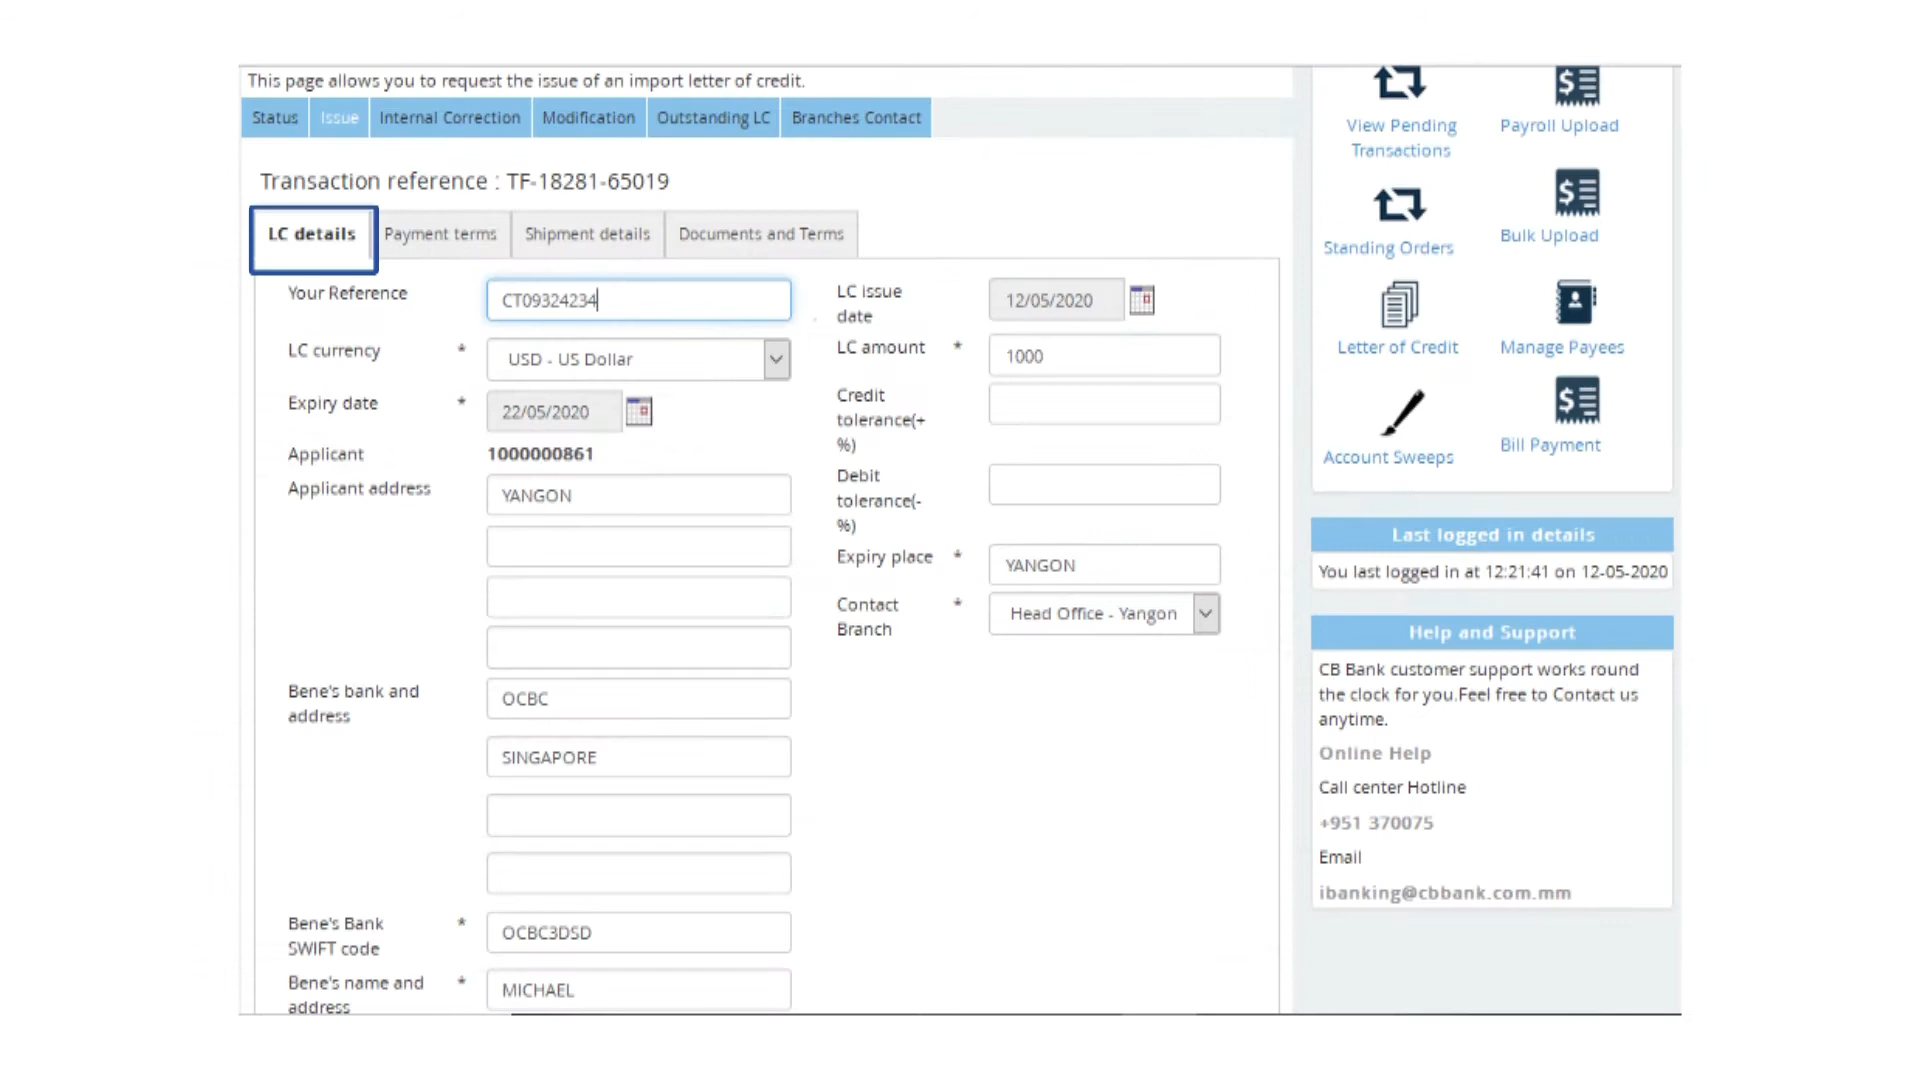 This page allows you to request the issue of an import letter of credit.
Status Issue Internal Correction Modification Outstanding LC Branches Contact
Transaction reference : TF-18281-65019
LC details Payment terms Shipment details Documents and Terms
Your Reference
CT09324234
LC currency *
USD - US Dollar
Expiry date *
22/05/2020
Applicant
1000000861
Applicant address
YANGON
Bene's bank and
address
OCBC
SINGAPORE
Bene's Bank *
SWIFT code
OCBC3DSD
Bene's name and *
address
MICHAEL
LC issue
date
12/05/2020
LC amount *
1000
Credit
tolerance(+
%)
Debit
tolerance(-
%)
Expiry place *
YANGON
Contact *
Branch
Head Office - Yangon
View Pending
Transactions
Payroll Upload
Standing Orders
Bulk Upload
Letter of Credit
Manage Payees
Account Sweeps
Bill Payment
Last logged in details
You last logged in at 12:21:41 on 12-05-2020
Help and Support
CB Bank customer support works round
the clock for you.Feel free to Contact us
anytime.
Online Help
Call center Hotline
+951 370075
Email
ibanking@cbbank.com.mm